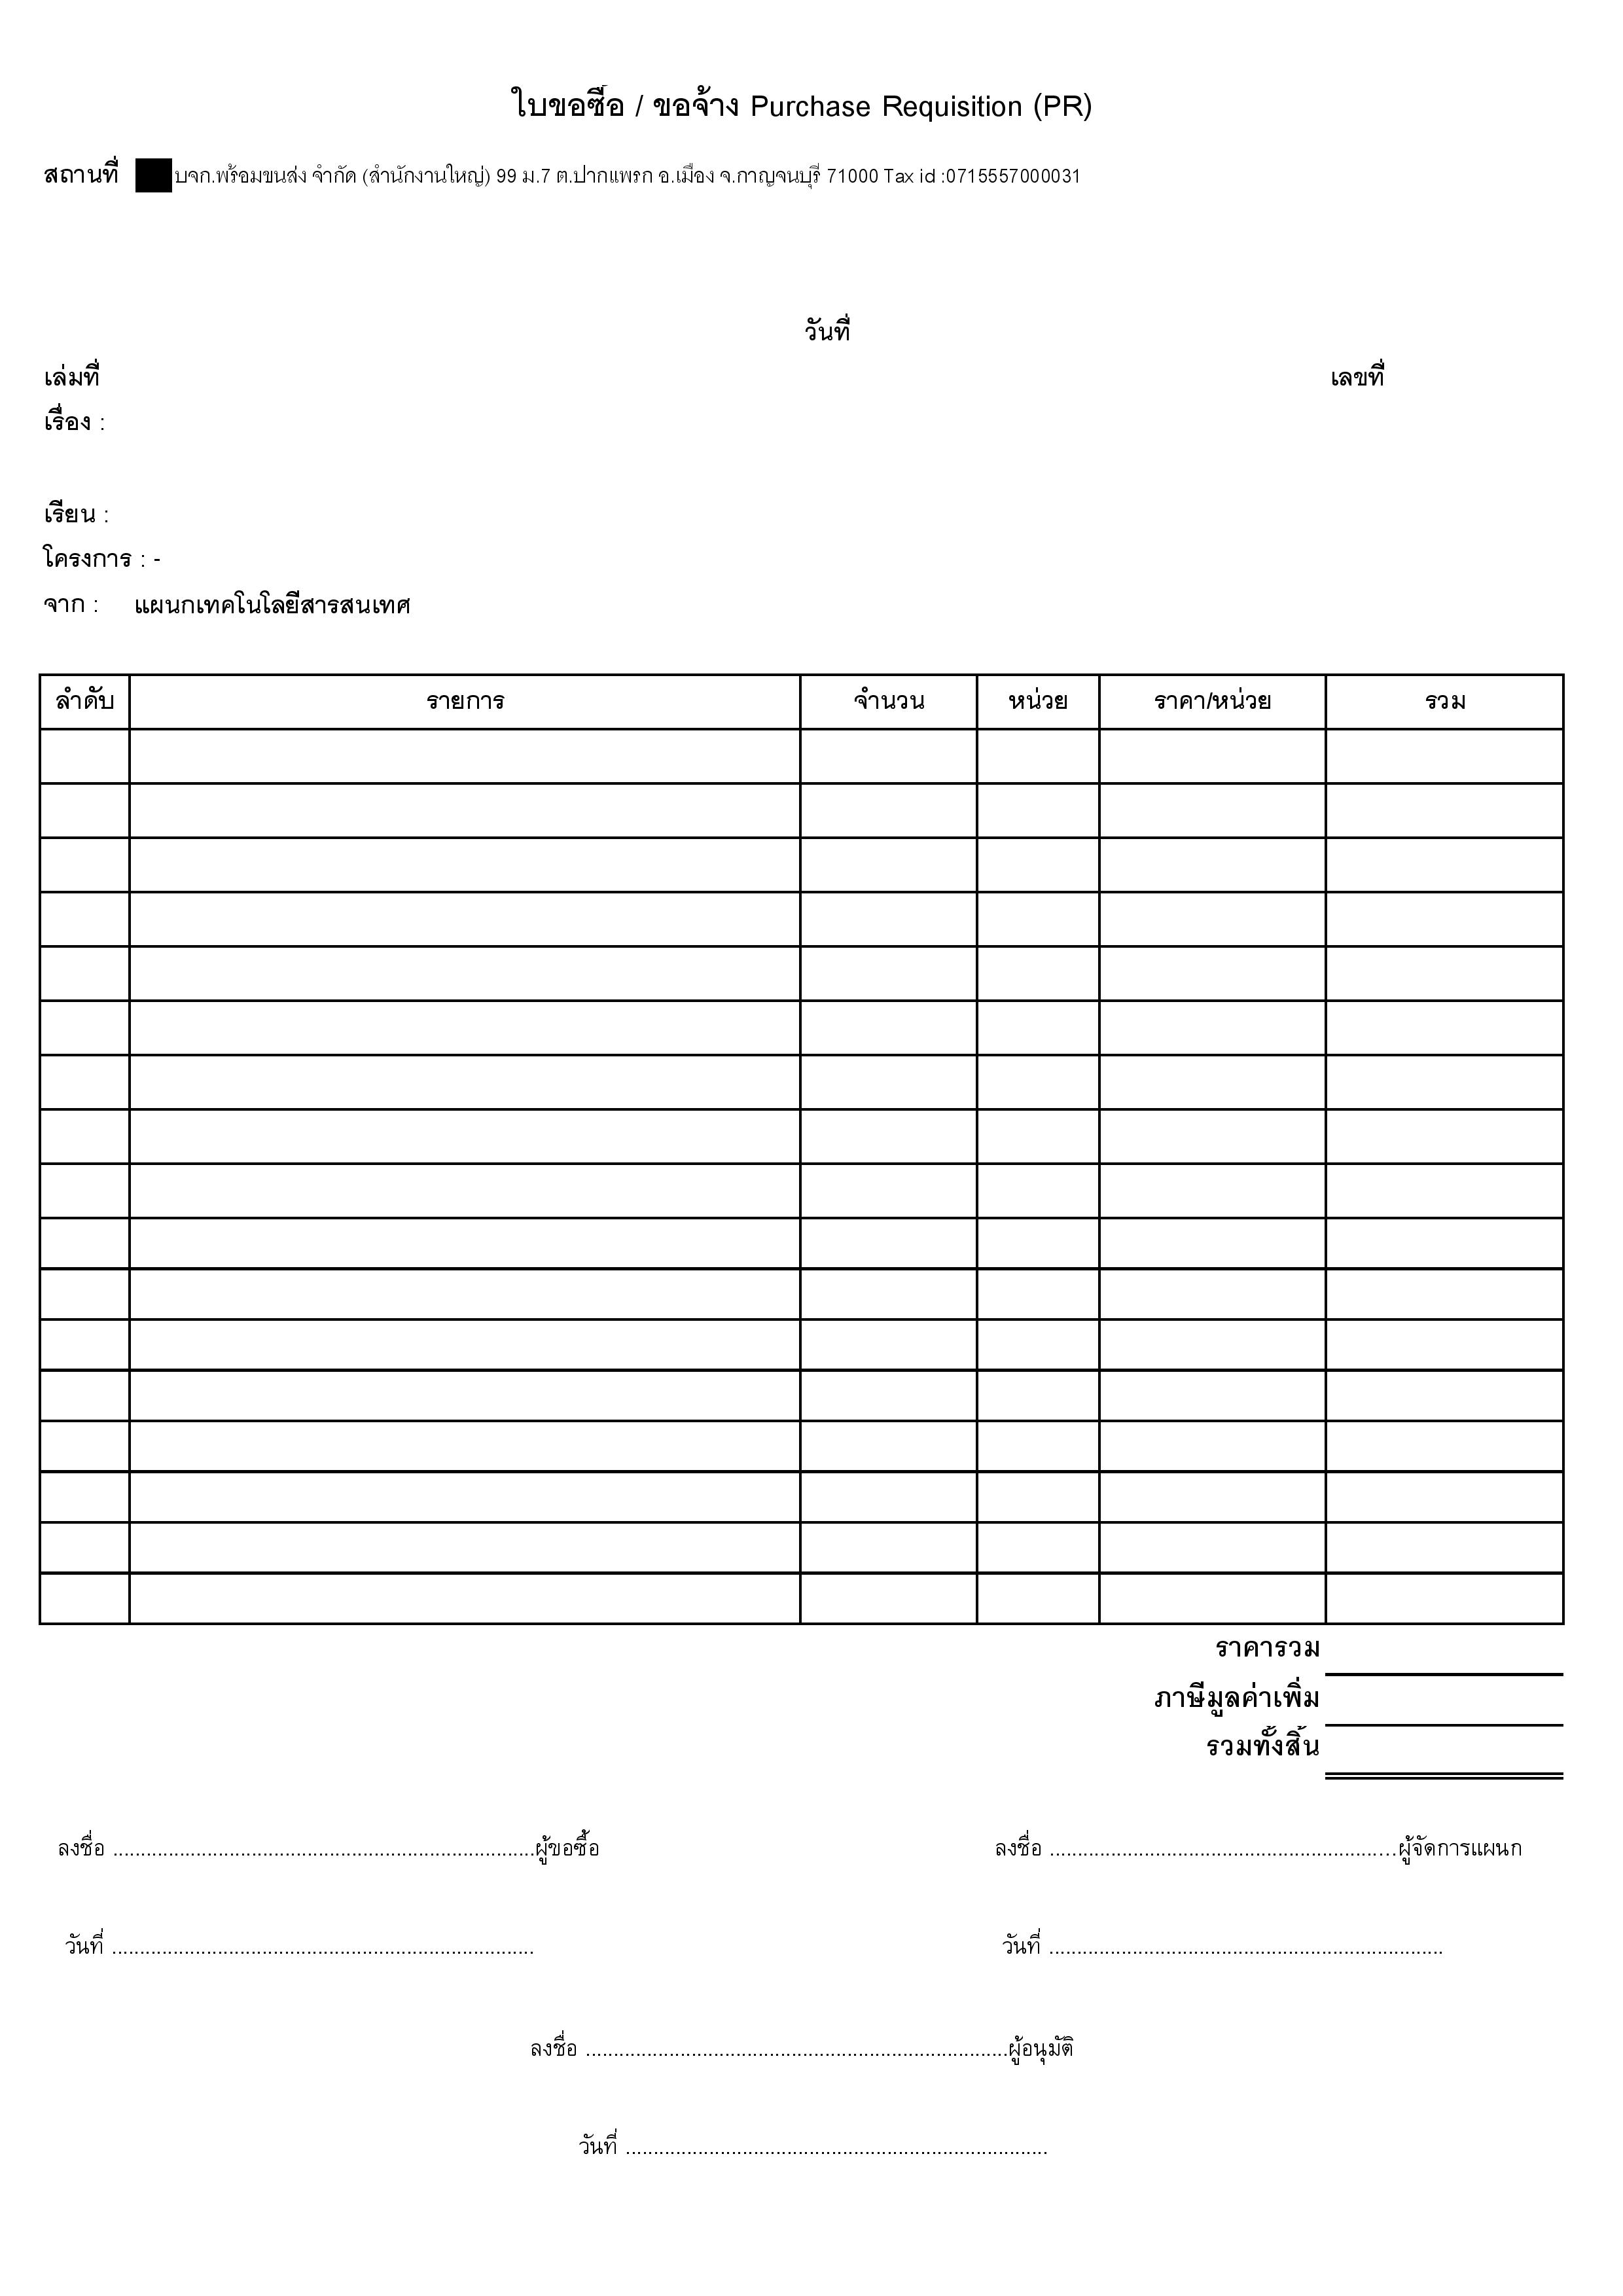 ใบขอซื้อ / ขอจ้าง Purchase Requisition (PR)
สถานที่ บจก.พร้อมขนส่ง จำกัด (สำนักงานใหญ่) 99 ม.7 ต.ปากแพรก อ.เมือง จ.กาญจนบุรี 71000 Tax id :0715557000031
วันที่
เล่มที่ เลขที่
เรื่อง :
เรียน :
โครงการ : -
จาก : แผนกเทคโนโลยีสารสนเทศ
ลำดับ รายการ จำนวน หน่วย ราคา/หน่วย รวม
ราคารวม
ภาษีมูลค่าเพิ่ม
รวมทั้งสิ้น
ลงชื่อ ............................................................................ผู้ขอซื้อ ลงชื่อ ...............................................................ผู้จัดการแผนก
วันที่ ............................................................................ วันที่ .......................................................................
ลงชื่อ ............................................................................ผู้อนุมัติ
วันที่ ............................................................................